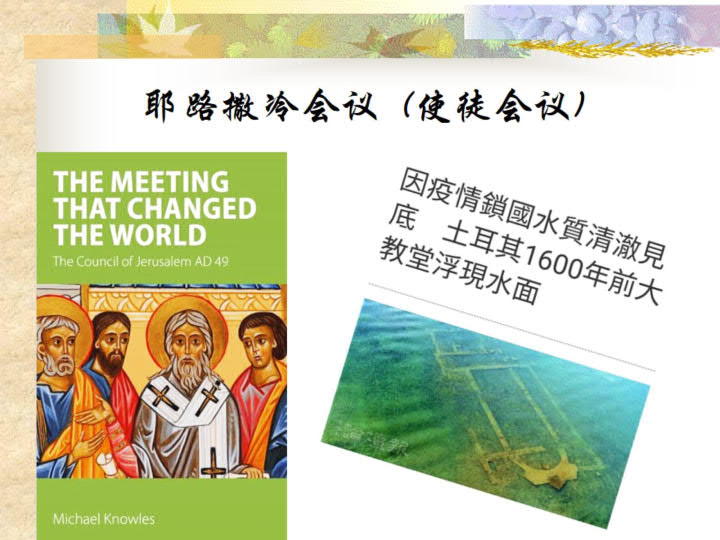 耶路撒冷会议（使徒会议）
THE MEETING
THAT CHANGED
THE WORLD
The Council of Jerusalem AD 49
Michael Knowles
因疫情鎖國水質清澈見
底　土耳其1600年前大
教堂浮現水面